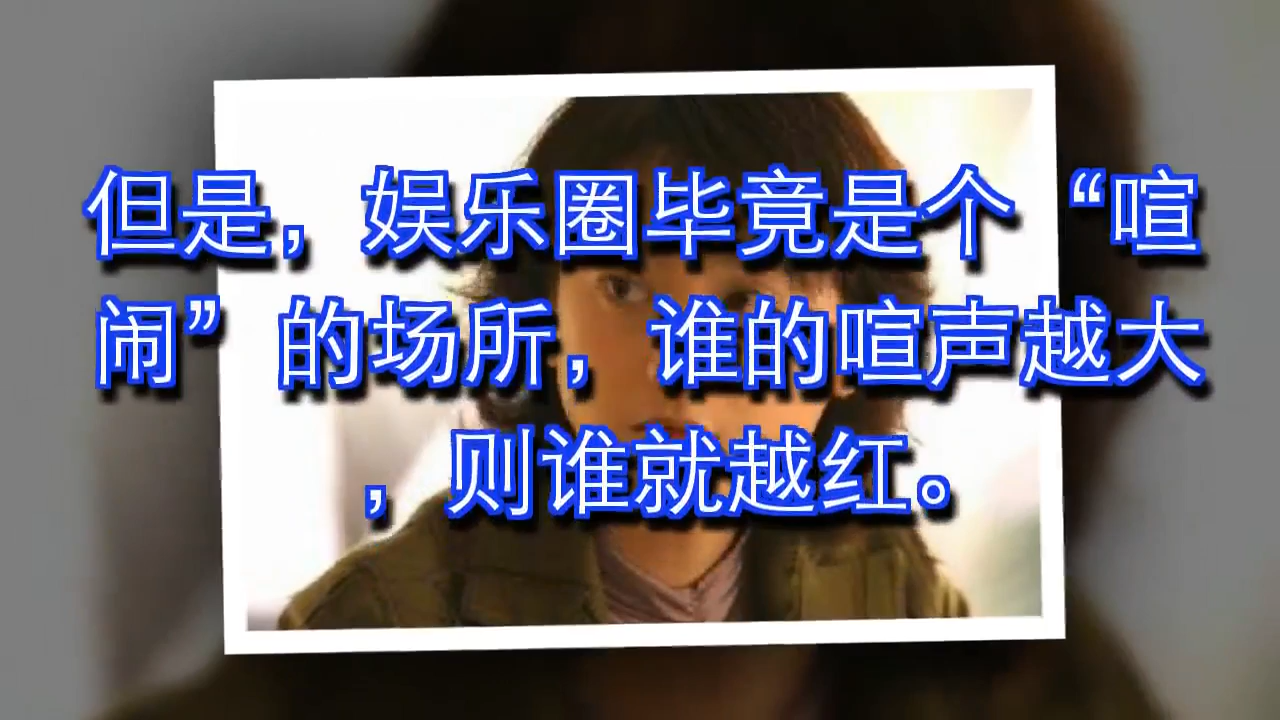 但是，娱乐圈毕竟是个“喧
闹”的场所，谁的喧声越大
，则谁就越红。